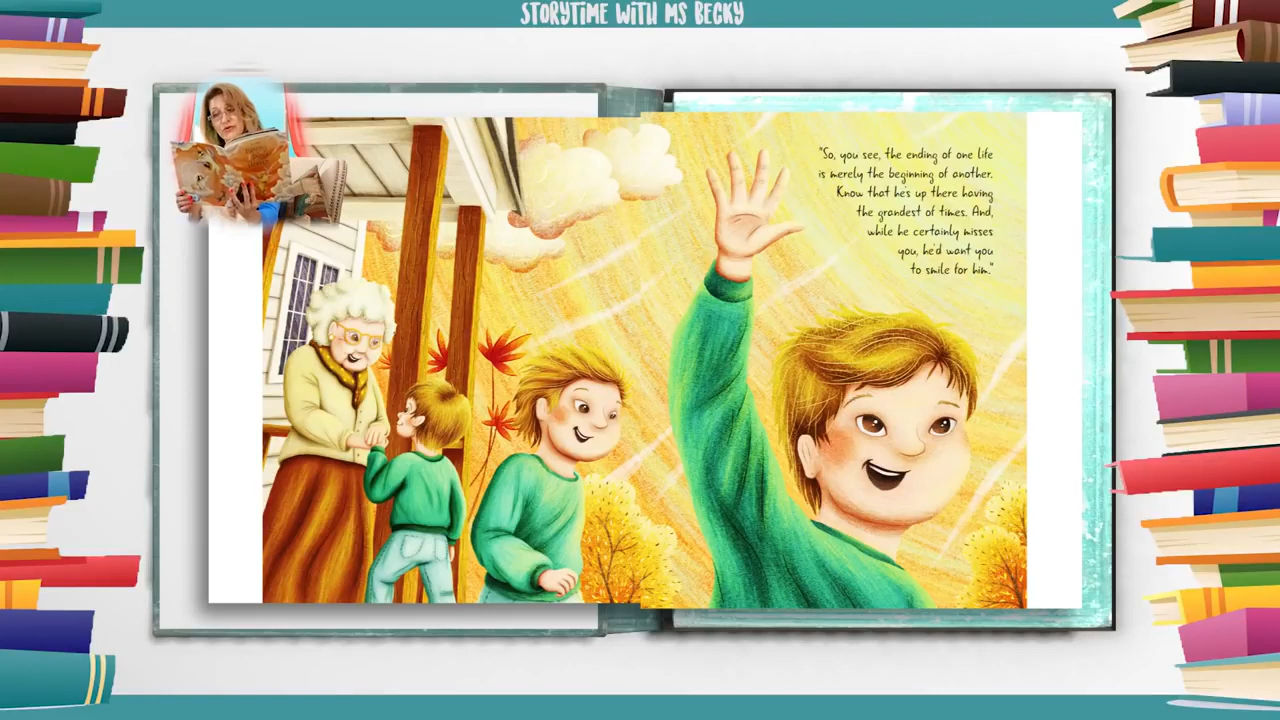 STORYTIME WITH MS BECKY
"So, you see, the ending of one life
is merely the beginning of another.
Know that he's up there having
the grandest of times. And,
while he certainly misses
you, he'd want you
to smile for him."